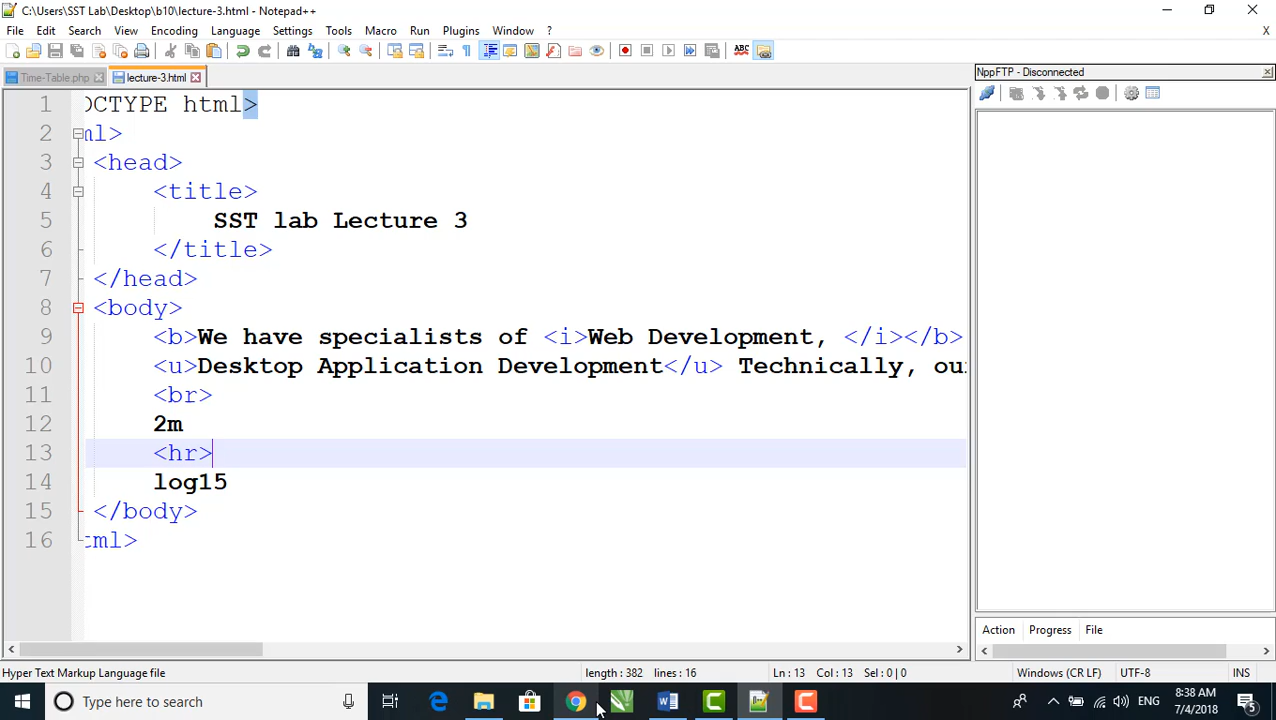 C:\Users\SST Lab\Desktop\b10\lecture-3.html - Notepad++
File Edit Search View Encoding Language Settings Tools Macro Run Plugins Window ? X
ABC
Time-Table.php lecture-3.html
NppFTP - Disconnected
1 OCTYPE html>
2 ml>
3 <head>
4 <title>
5 SST lab Lecture 3
6 </title>
7 </head>
8 <body>
9 <b>We have specialists of <i>Web Development, </i></b>
10 <u>Desktop Application Development</u> Technically, our
11 <br>
12 2m
13 <hr>
14 log15
15 </body>
16 tml>
Action Progress File
Hyper Text Markup Language file length : 382 lines : 16 Ln : 13 Col : 13 Sel : 0 | 0 Windows (CR LF) UTF-8 INS
Type here to search
ENG
8:38 AM
7/4/2018
5